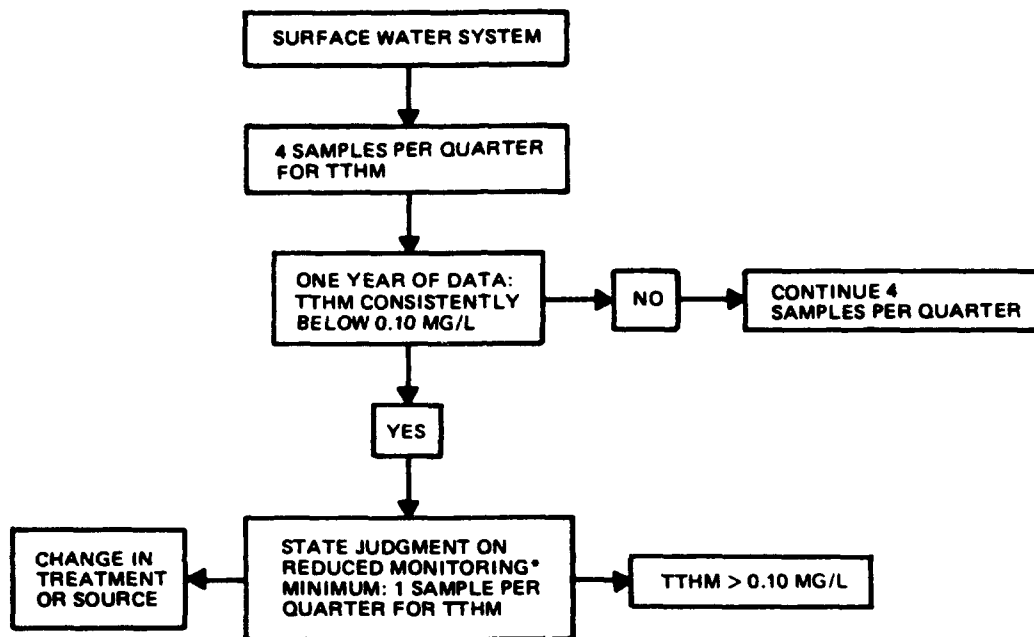 SURFACE WATER SYSTEM
4 SAMPLES PER QUARTER
FOR TTHM
ONE YEAR OF DATA:
TTHM CONSISTENTLY
BELOW 0.10 MG/L
NO
CONTINUE 4
SAMPLES PER QUARTER
YES
CHANGE IN
TREATMENT
OR SOURCE
STATE JUDGMENT ON
REDUCED MONITORING*
MINIMUM: 1 SAMPLE PER
QUARTER FOR TTHM
TTHM > 0.10 MG/L